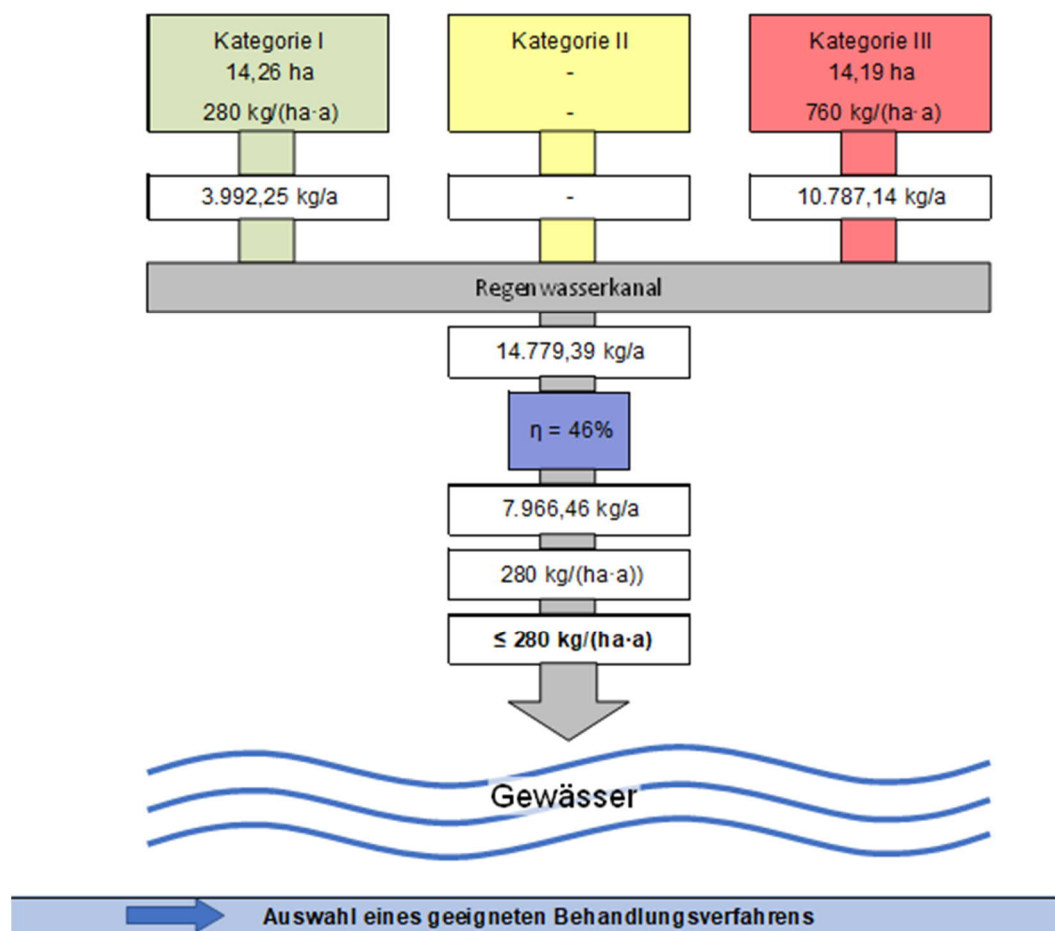 Kategorie I
14,26 ha
280 kg/(ha·a)
Kategorie II
-
-
Kategorie III
14,19 ha
760 kg/(ha·a)
3.992,25 kg/a
-
10.787,14 kg/a
Regenwasserkanal
14.779,39 kg/a
η = 46%
7.966,46 kg/a
280 kg/(ha·a))
≤ 280 kg/(ha·a)
Gewässer
Auswahl eines geeigneten Behandlungsverfahrens